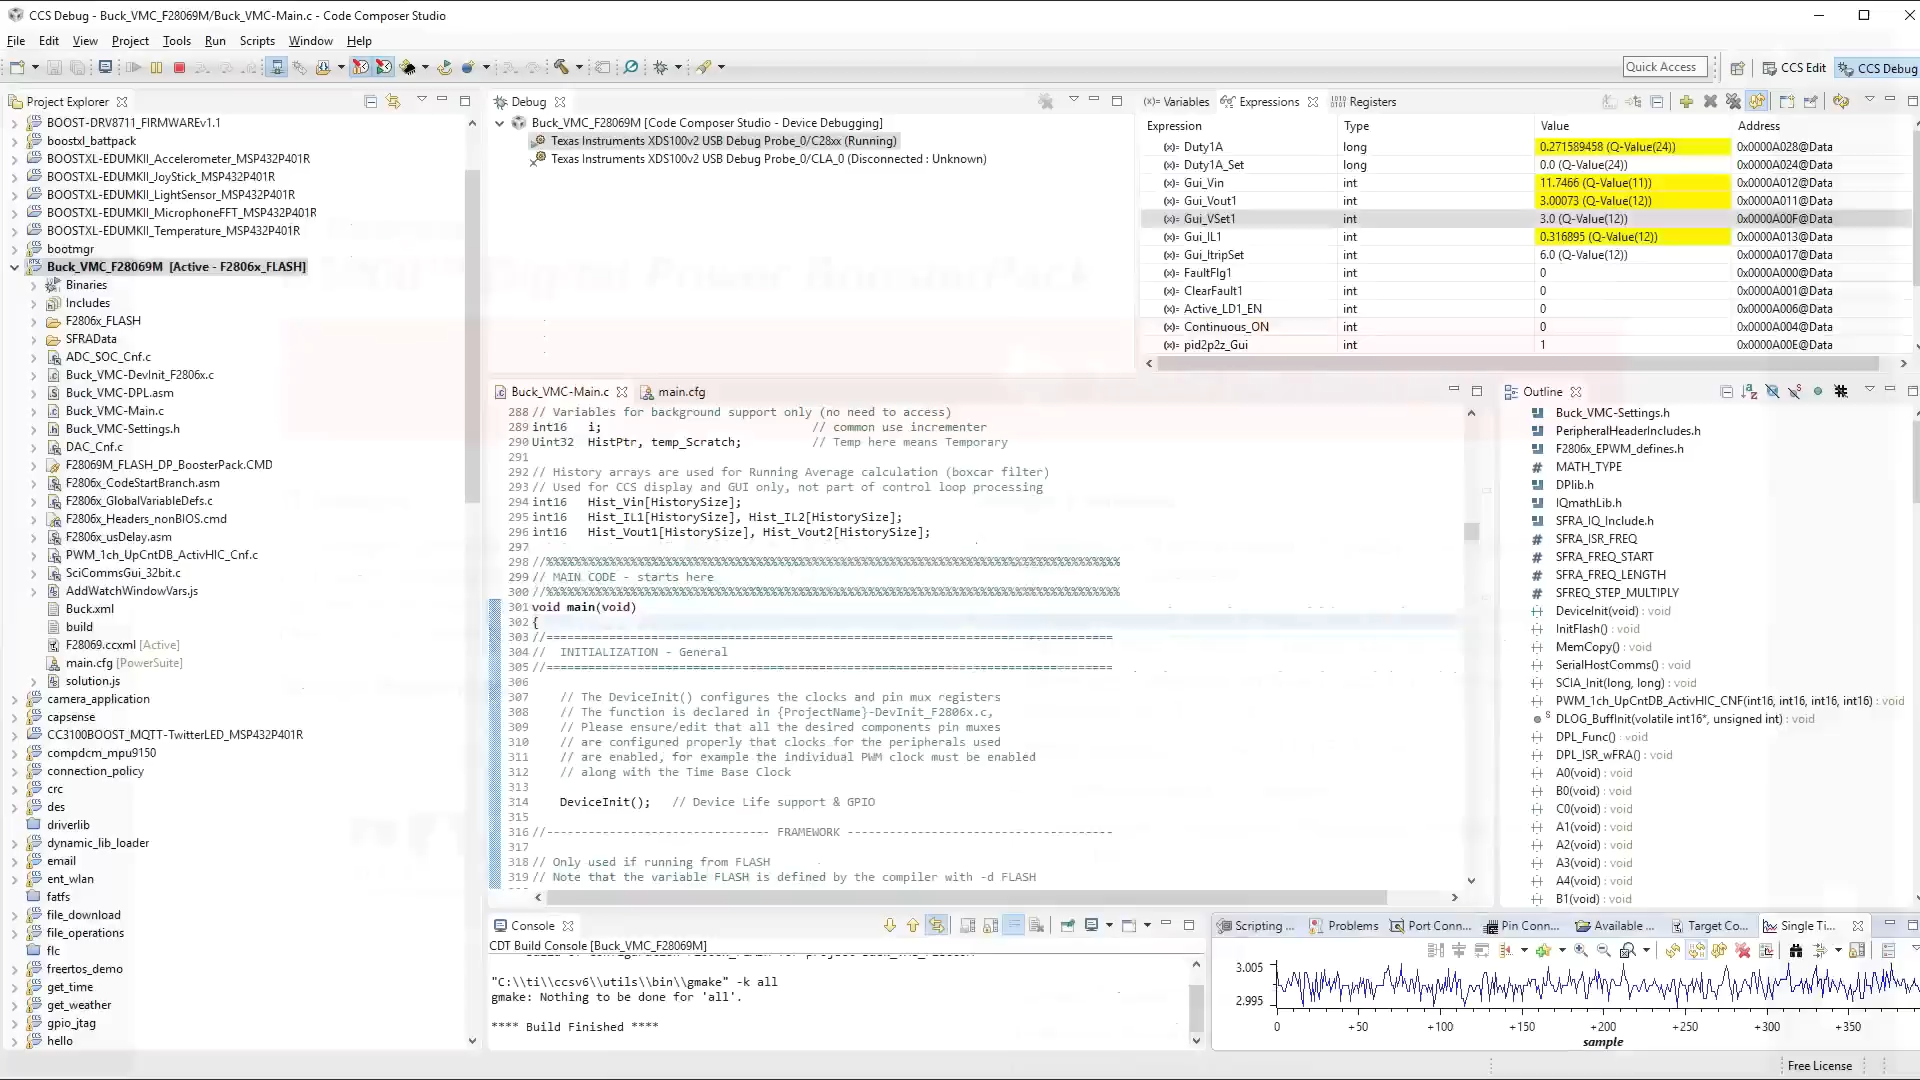 CCS Debug - Buck_VMC_F28069M/Buck_VMC-Main.c - Code Composer Studio
File Edit View Project Tools Run Scripts Window Help
Quick Access
CCS Edit
CCS Debug
Project Explorer
BOOST-DRV8711_FIRMWAREv1.1
boostxl_battpack
BOOSTXL-EDUMKII_Accelerometer_MSP432P401R
BOOSTXL-EDUMKII_JoyStick_MSP432P401R
BOOSTXL-EDUMKII_LightSensor_MSP432P401R
BOOSTXL-EDUMKII_MicrophoneFFT_MSP432P401R
BOOSTXL-EDUMKII_Temperature_MSP432P401R
bootmgr
Buck_VMC_F28069M [Active - F2806x_FLASH]
Binaries
Includes
F2806x_FLASH
SFRAData
ADC_SOC_Cnf.c
Buck_VMC-DevInit_F2806x.c
Buck_VMC-DPL.asm
Buck_VMC-Main.c
Buck_VMC-Settings.h
DAC_Cnf.c
F28069M_FLASH_DP_BoosterPack.CMD
F2806x_CodeStartBranch.asm
F2806x_GlobalVariableDefs.c
F2806x_Headers_nonBIOS.cmd
F2806x_usDelay.asm
PWM_1ch_UpCntDB_ActivHIC_Cnf.c
SciCommsGui_32bit.c
AddWatchWindowVars.js
Buck.xml
build
F28069.ccxml [Active]
main.cfg [PowerSuite]
solution.js
camera_application
capsense
CC3100BOOST_MQTT-TwitterLED_MSP432P401R
compdcm_mpu9150
connection_policy
crc
des
driverlib
dynamic_lib_loader
email
ent_wlan
fatfs
file_download
file_operations
flc
freertos_demo
get_time
get_weather
gpio_jtag
hello
Debug
Buck_VMC_F28069M [Code Composer Studio - Device Debugging]
Texas Instruments XDS100v2 USB Debug Probe_0/C28xx (Running)
Texas Instruments XDS100v2 USB Debug Probe_0/CLA_0 (Disconnected : Unknown)
Digital Power BoosterPack
(x)= Variables Expressions Registers
Expression Type Value Address
(x)= Duty1A long 0.271589458 (Q-Value(24)) 0x0000A028@Data
(x)= Duty1A_Set long 0.0 (Q-Value(24)) 0x0000A024@Data
(x)= Gui_Vin int 11.7466 (Q-Value(11)) 0x0000A012@Data
(x)= Gui_Vout1 int 3.00073 (Q-Value(12)) 0x0000A011@Data
(x)= Gui_VSet1 int 3.0 (Q-Value(12)) 0x0000A00F@Data
(x)= Gui_IL1 int 0.316895 (Q-Value(12)) 0x0000A013@Data
(x)= Gui_ItripSet int 6.0 (Q-Value(12)) 0x0000A017@Data
(x)= FaultFlg1 int 0 0x0000A000@Data
(x)= ClearFault1 int 0 0x0000A001@Data
(x)= Active_LD1_EN int 0 0x0000A006@Data
(x)= Continuous_ON int 0 0x0000A004@Data
(x)= pid2p2z_Gui int 1 0x0000A00E@Data
Buck_VMC-Main.c main.cfg
288 // Variables for background support only (no need to access)
289 int16 i; // common use incrementer
290 Uint32 HistPtr, temp_Scratch; // Temp here means Temporary
291
292 // History arrays are used for Running Average calculation (boxcar filter)
293 // Used for CCS display and GUI only, not part of control loop processing
294 int16 Hist_Vin[HistorySize];
295 int16 Hist_IL1[HistorySize], Hist_IL2[HistorySize];
296 int16 Hist_Vout1[HistorySize], Hist_Vout2[HistorySize];
297
298 //%%%%%%%%%%%%%%%%%%%%%%%%%%%%%%%%%%%%%%%%%%%%%%%%%%%%%%%%%%%%%%%%%%%%%%%%%%%%%%%%%%
299 // MAIN CODE - starts here
300 //%%%%%%%%%%%%%%%%%%%%%%%%%%%%%%%%%%%%%%%%%%%%%%%%%%%%%%%%%%%%%%%%%%%%%%%%%%%%%%%%%%
301 void main(void)
302 {
303 //=================================================================================
304 // INITIALIZATION - General
305 //=================================================================================
306
307 // The DeviceInit() configures the clocks and pin mux registers
308 // The function is declared in {ProjectName}-DevInit_F2806x.c,
309 // Please ensure/edit that all the desired components pin muxes
310 // are configured properly that clocks for the peripherals used
311 // are enabled, for example the individual PWM clock must be enabled
312 // along with the Time Base Clock
313
314 DeviceInit(); // Device Life support & GPIO
315
316 //-------------------------------- FRAMEWORK --------------------------------------
317
318 // Only used if running from FLASH
319 // Note that the variable FLASH is defined by the compiler with -d FLASH
Outline
Buck_VMC-Settings.h
PeripheralHeaderIncludes.h
F2806x_EPWM_defines.h
MATH_TYPE
DPlib.h
IQmathLib.h
SFRA_IQ_Include.h
SFRA_ISR_FREQ
SFRA_FREQ_START
SFRA_FREQ_LENGTH
SFREQ_STEP_MULTIPLY
DeviceInit(void) : void
InitFlash() : void
MemCopy() : void
SerialHostComms() : void
SCIA_Init(long, long) : void
PWM_1ch_UpCntDB_ActivHIC_CNF(int16, int16, int16, int16) : void
DLOG_BuffInit(volatile int16*, unsigned int) : void
DPL_Func() : void
DPL_ISR_wFRA() : void
A0(void) : void
B0(void) : void
C0(void) : void
A1(void) : void
A2(void) : void
A3(void) : void
A4(void) : void
B1(void) : void
Console
CDT Build Console [Buck_VMC_F28069M]
"C:\\ti\\ccsv6\\utils\\bin\\gmake" -k all
gmake: Nothing to be done for 'all'.
**** Build Finished ****
Scripting ... Problems Port Conn... Pin Conn... Available ... Target Co... Single Ti...
3.005
2.995
0 +50 +100 +150 +200 +250 +300 +350
sample
Free License